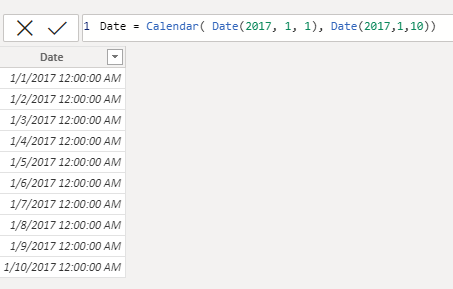 1 Date = Calendar( Date(2017, 1, 1), Date(2017,1,10))
Date
1/1/2017 12:00:00 AM
1/2/2017 12:00:00 AM
1/3/2017 12:00:00 AM
1/4/2017 12:00:00 AM
1/5/2017 12:00:00 AM
1/6/2017 12:00:00 AM
1/7/2017 12:00:00 AM
1/8/2017 12:00:00 AM
1/9/2017 12:00:00 AM
1/10/2017 12:00:00 AM